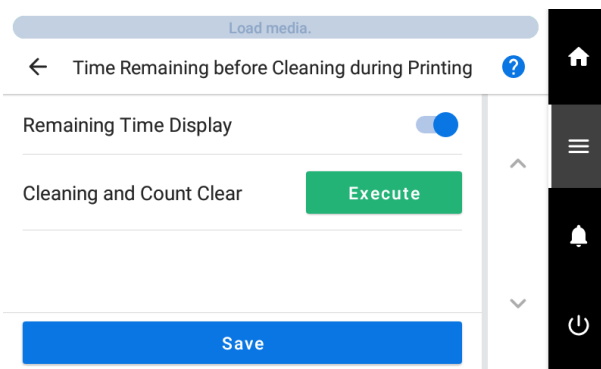 Load media.
Time Remaining before Cleaning during Printing
?
Remaining Time Display
Cleaning and Count Clear Execute
Save